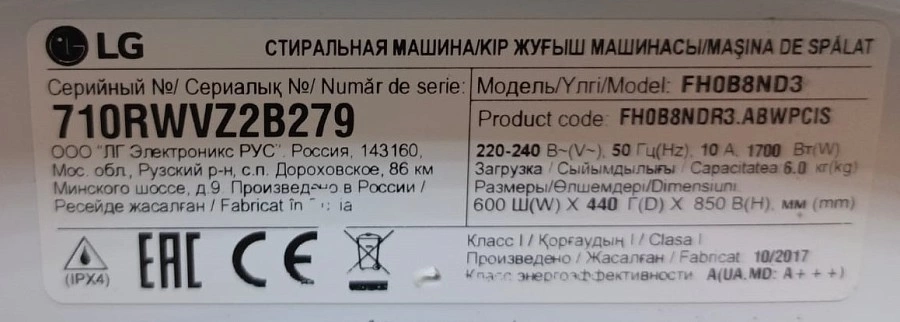 LG
СТИРАЛЬНАЯ МАШИНА/КІР ЖУҒЫШ МАШИНАСЫ/MAŞINA DE SPĂLAT
Серийный №/ Сериалық №/ Număr de serie:
710RWVZ2B279
ООО "ЛГ Электроникс РУС". Россия, 143160,
Мос. обл., Рузский р-н, с.п. Дороховское, 86 км
Минского шоссе, д.9. Произведено в России /
Ресейде жасалған / Fabricat în
Модель/Үлгі/Model: FH0B8ND3
Product code: FH0B8NDR3.ABWPCIS
220-240 В~(V~), 50 Гц(Hz), 10 А, 1700 Вт(W)
Загрузка / Сыйымдылығы / Capacitatea 6.0 кг(kg)
Размеры/Өлшемдері/Dimensiuni
600 Ш(W) X 440 Г(D) X 850 В(H), мм (mm)
(IPX4)
EAC CE
Класс I / Қорғаудың I / Clasa I
Произведено / Жасалған / Fabricat 10/2017
Класс энергоэффективности A(UA.MD: A+++)